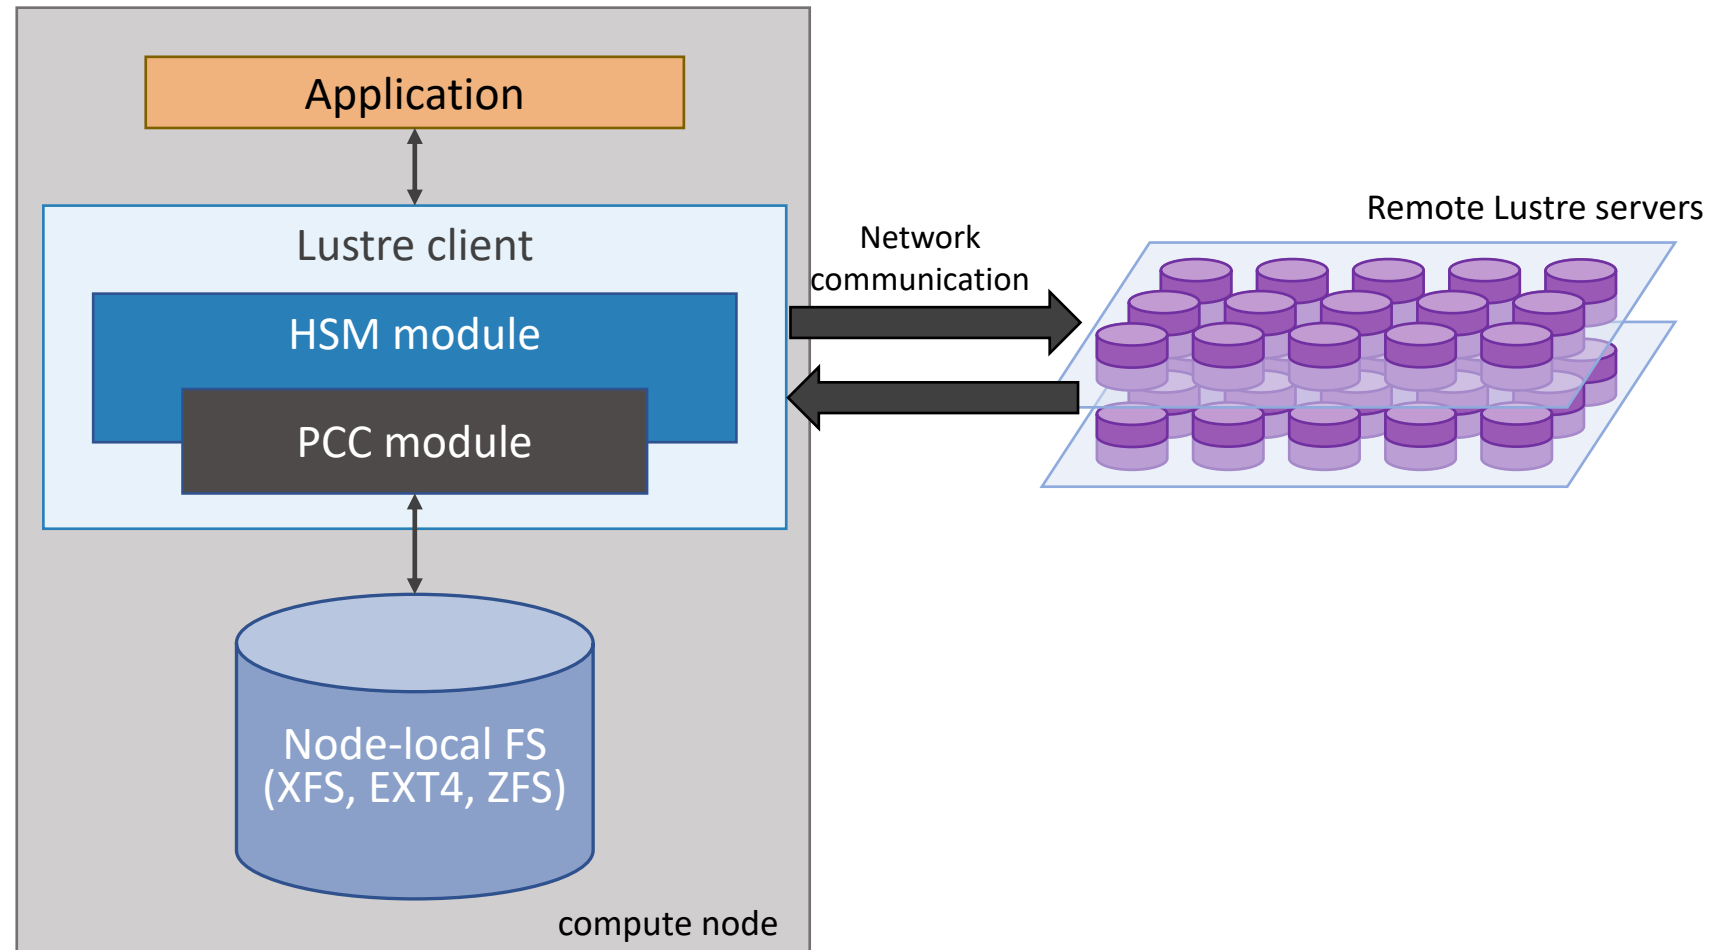 Application
Lustre client
HSM module
PCC module
Node-local FS
(XFS, EXT4, ZFS)
compute node
Network
communication
Remote Lustre servers